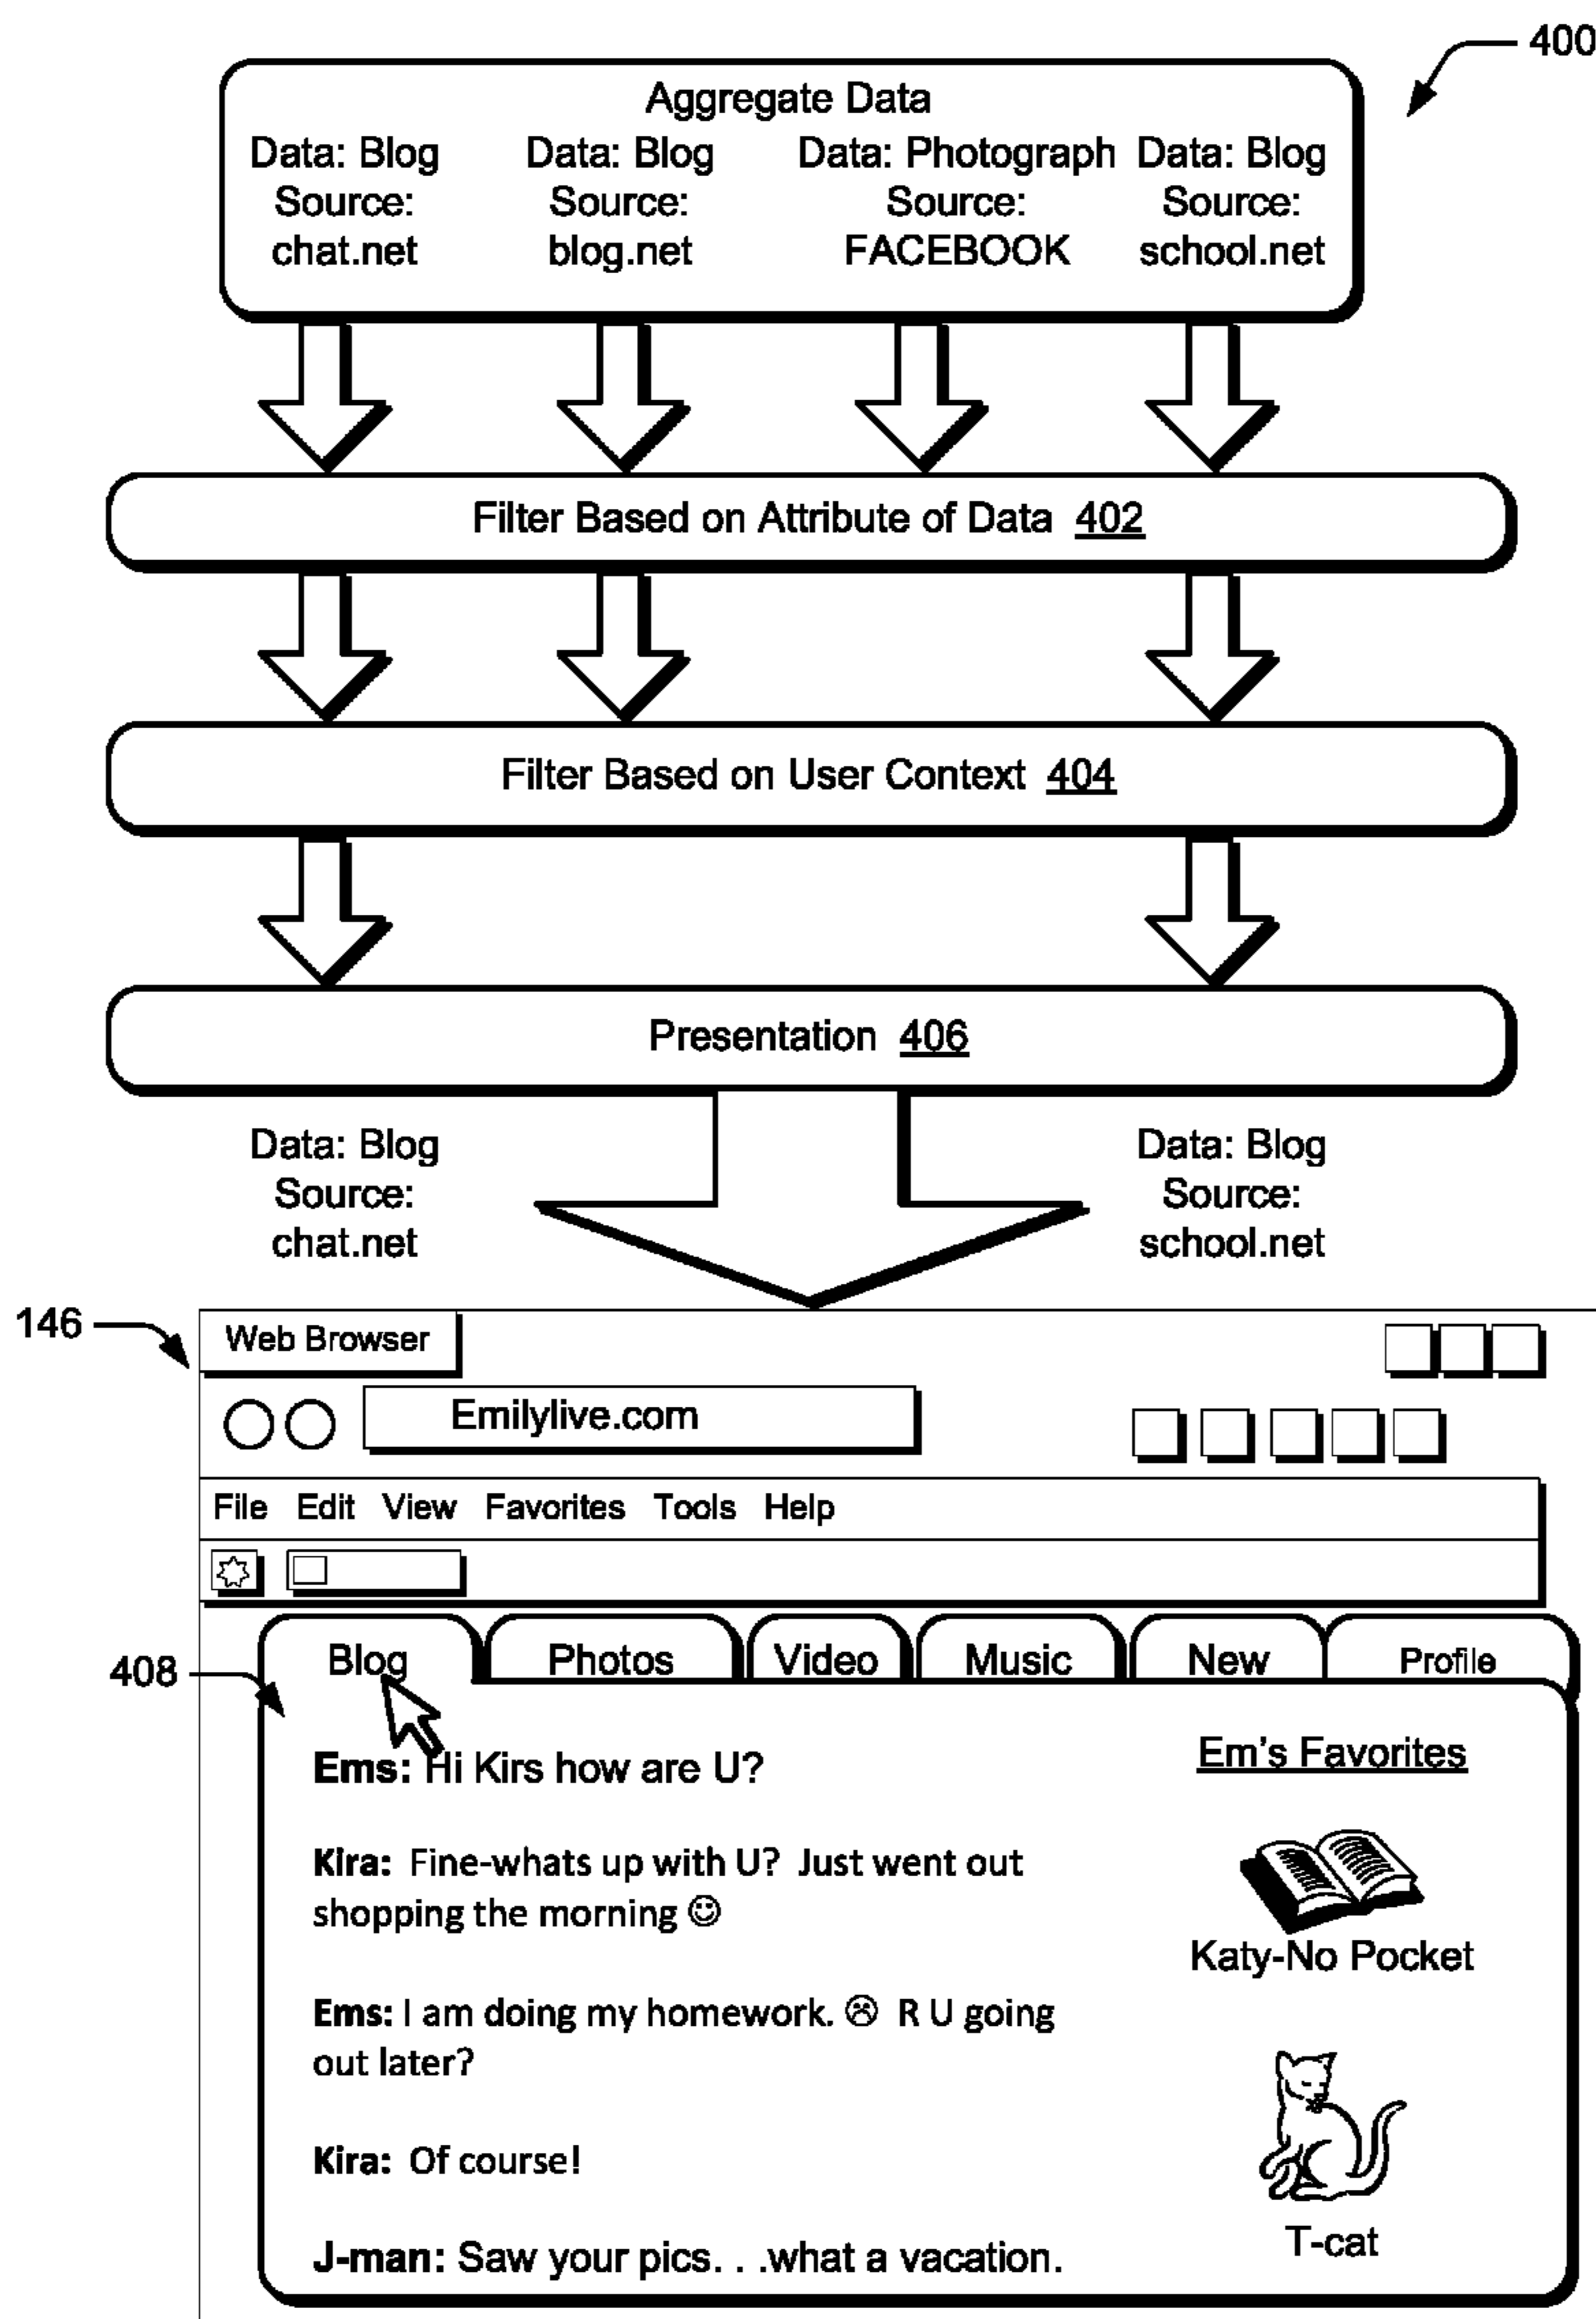 400
Aggregate Data
Data: Blog Data: Blog Data: Photograph Data: Blog
Source: Source: Source: Source:
chat.net blog.net FACEBOOK school.net
Filter Based on Attribute of Data 402
Filter Based on User Context 404
Presentation 406
Data: Blog
Source:
chat.net
Data: Blog
Source:
school.net
146
Web Browser
Emilylive.com
File Edit View Favorites Tools Help
408
Blog Photos Video Music New Profile
Ems: Hi Kirs how are U?
Kira: Fine-whats up with U? Just went out
shopping the morning ☺
Ems: I am doing my homework. ☹ R U going
out later?
Kira: Of course!
J-man: Saw your pics. . .what a vacation.
Em's Favorites
Katy-No Pocket
T-cat